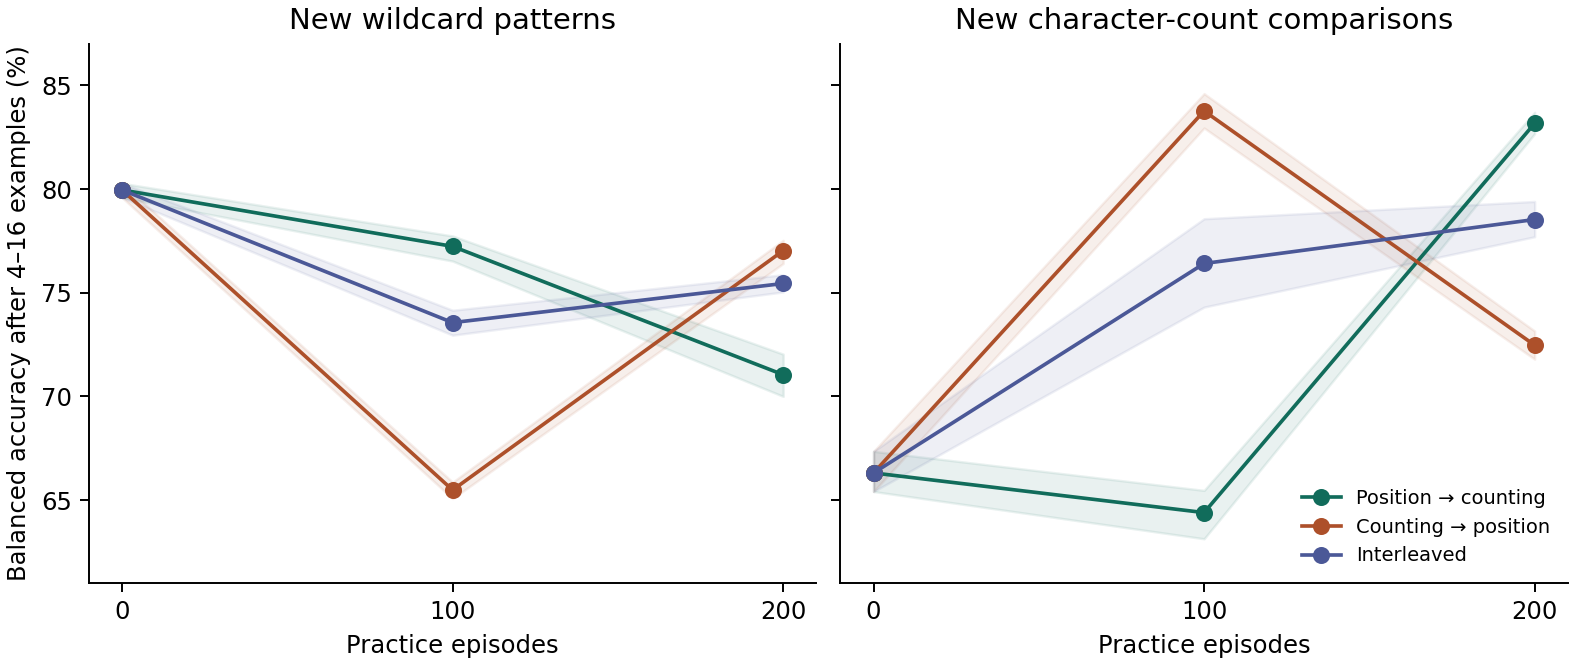 New wildcard patterns
New character-count comparisons
Balanced accuracy after 4–16 examples (%)
85
80
75
70
65
0
100
200
0
100
200
Practice episodes
Practice episodes
Position → counting
Counting → position
Interleaved